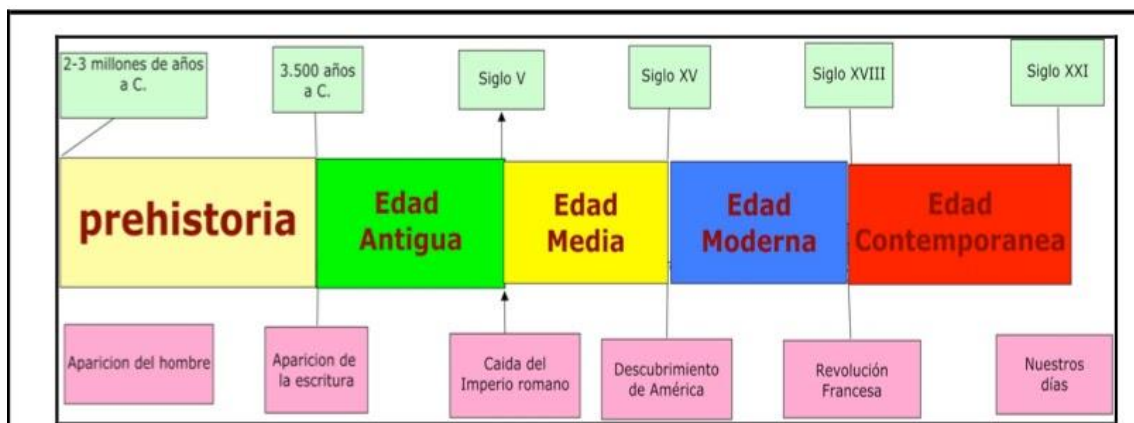 2-3 millones de años
a C.
3.500 años
a C.
Siglo V
Siglo XV
Siglo XVIII
Siglo XXI
prehistoria
Edad
Antigua
Edad
Media
Edad
Moderna
Edad
Contemporanea
Aparicion del hombre
Aparicion de
la escritura
Caida del
Imperio romano
Descubrimiento
de América
Revolución
Francesa
Nuestros
días